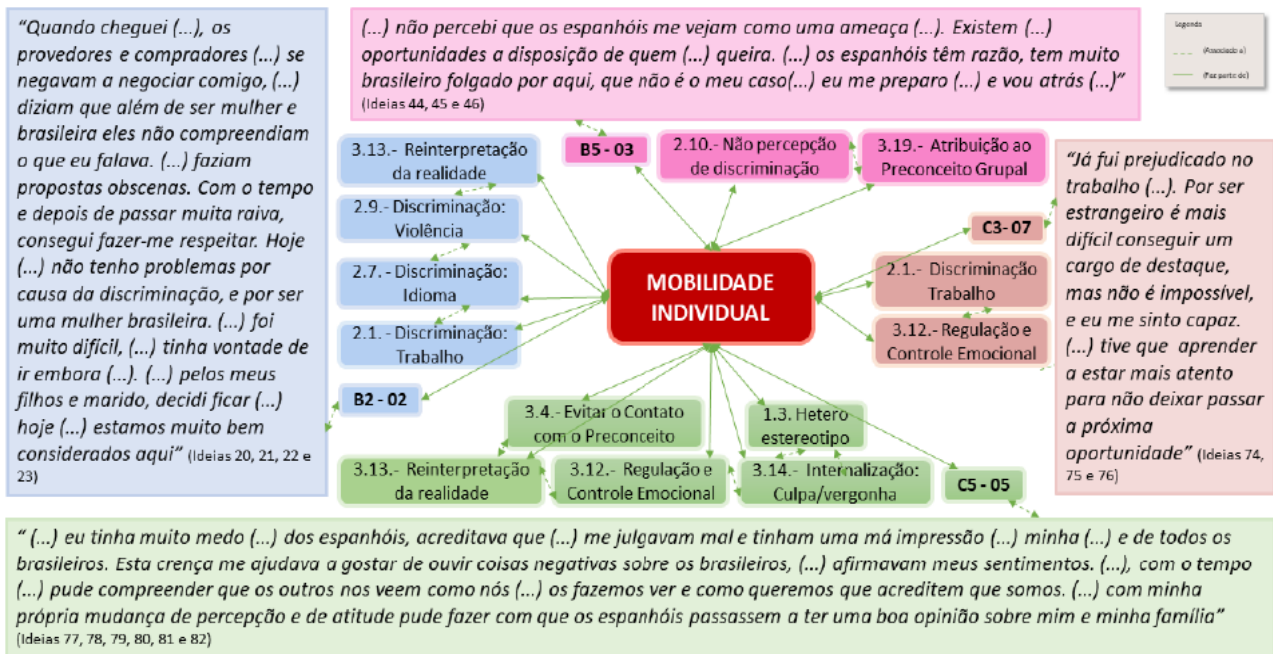 “Quando cheguei (...), os
provedores e compradores (...) se
negavam a negociar comigo, (...)
diziam que além de ser mulher e
brasileira eles não compreendiam
o que eu falava. (...) faziam
propostas obscenas. Com o tempo
e depois de passar muita raiva,
consegui fazer-me respeitar. Hoje
(...) não tenho problemas por
causa da discriminação, e por ser
uma mulher brasileira. (...) foi
muito difícil, (...) tinha vontade de
ir embora (...). (...) pelos meus
filhos e marido, decidi ficar (...)
hoje (...) estamos muito bem
considerados aqui” (Ideias 20, 21, 22 e
23)
(...) não percebi que os espanhóis me vejam como uma ameaça (...). Existem (...)
oportunidades a disposição de quem (...) queira. (...) os espanhóis têm razão, tem muito
brasileiro folgado por aqui, que não é o meu caso(...) eu me preparo (...) e vou atrás (...)”
(Ideias 44, 45 e 46)
Legenda
(Associado a)
(Faz parte de)
3.13.- Reinterpretação
da realidade
2.9.- Discriminação:
Violência
2.7.- Discriminação:
Idioma
2.1.- Discriminação:
Trabalho
B2 - 02
B5 - 03
2.10.- Não percepção
de discriminação
3.19.- Atribuição ao
Preconceito Grupal
MOBILIDADE
INDIVIDUAL
C3- 07
2.1.- Discriminação
Trabalho
3.12.- Regulação e
Controle Emocional
“Já fui prejudicado no
trabalho (...). Por ser
estrangeiro é mais
difícil conseguir um
cargo de destaque,
mas não é impossível,
e eu me sinto capaz.
(...) tive que aprender
a estar mais atento
para não deixar passar
a próxima
oportunidade” (Ideias 74,
75 e 76)
3.4.- Evitar o Contato
com o Preconceito
1.3. Hetero
estereotipo
3.13.- Reinterpretação
da realidade
3.12.- Regulação e
Controle Emocional
3.14.- Internalização:
Culpa/vergonha
C5 - 05
“ (...) eu tinha muito medo (...) dos espanhóis, acreditava que (...) me julgavam mal e tinham uma má impressão (...) minha (...) e de todos os
brasileiros. Esta crença me ajudava a gostar de ouvir coisas negativas sobre os brasileiros, (...) afirmavam meus sentimentos. (...), com o tempo
(...) pude compreender que os outros nos veem como nós (...) os fazemos ver e como queremos que acreditem que somos. (...) com minha
própria mudança de percepção e de atitude pude fazer com que os espanhóis passassem a ter uma boa opinião sobre mim e minha família”
(Ideias 77, 78, 79, 80, 81 e 82)